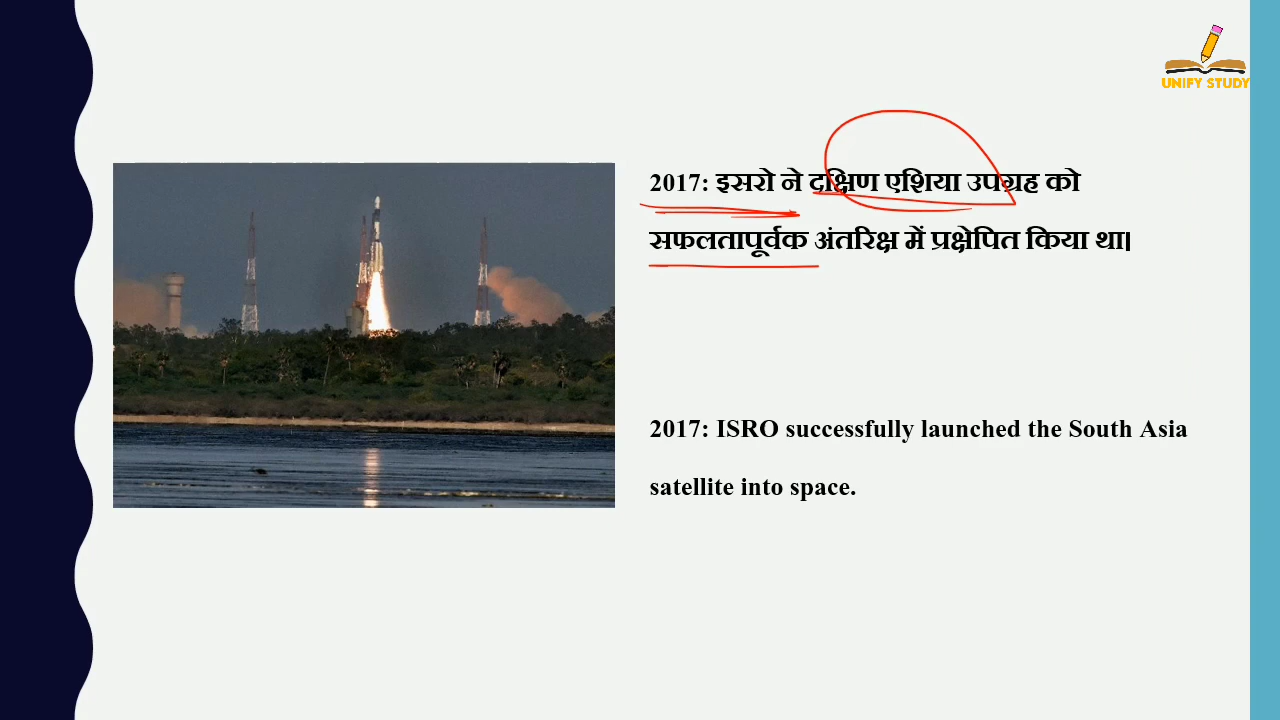 UNIFY STUDY
2017: इसरो ने दक्षिण एशिया उपग्रह को
सफलतापूर्वक अंतरिक्ष में प्रक्षेपित किया था।
2017: ISRO successfully launched the South Asia
satellite into space.